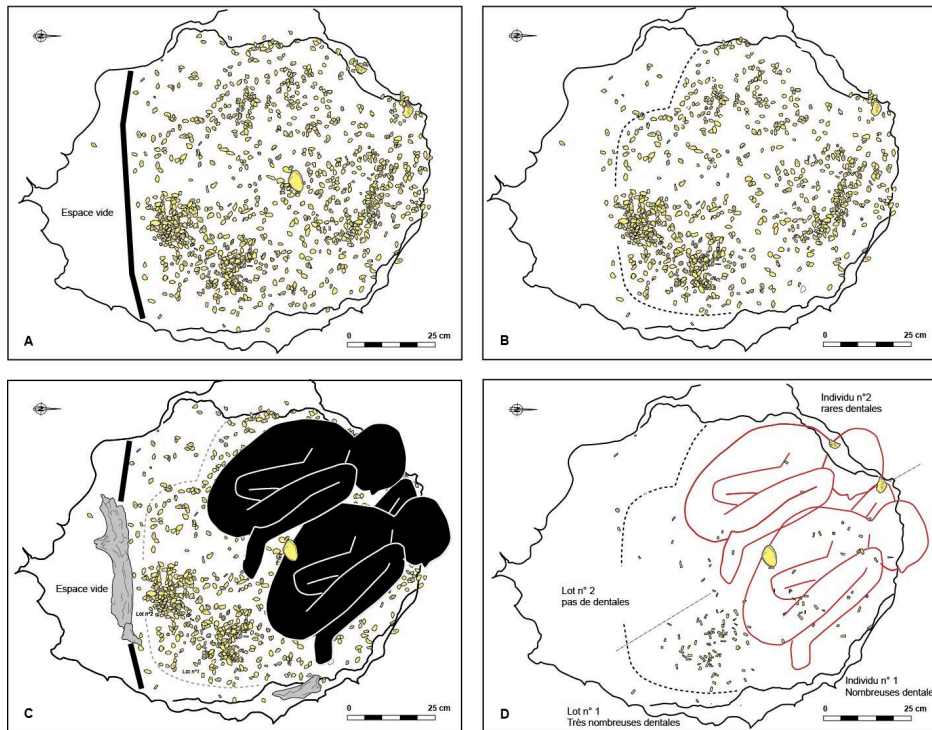 N
Espace vide
A
0
25 cm
N
B
0
25 cm
N
Espace vide
Lot n°2
Lot n°1
C
0
25 cm
N
Individu n°2
rares dentales
Lot n° 2
pas de dentales
Individu n° 1
Nombreuses dentale
Lot n° 1
Très nombreuses dentales
D
0
25 cm